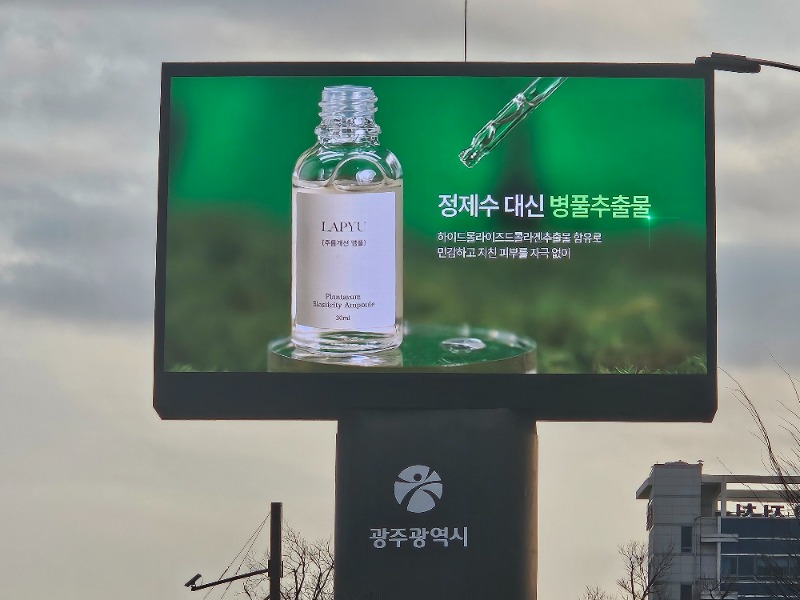 LAPYU
[주름개선 앰플]
Plantarum
Elasticity Ampoule
30ml
정제수 대신 병풀추출물
하이드롤라이즈드콜라겐추출물 함유로
민감하고 지친 피부를 자극 없이
광주광역시